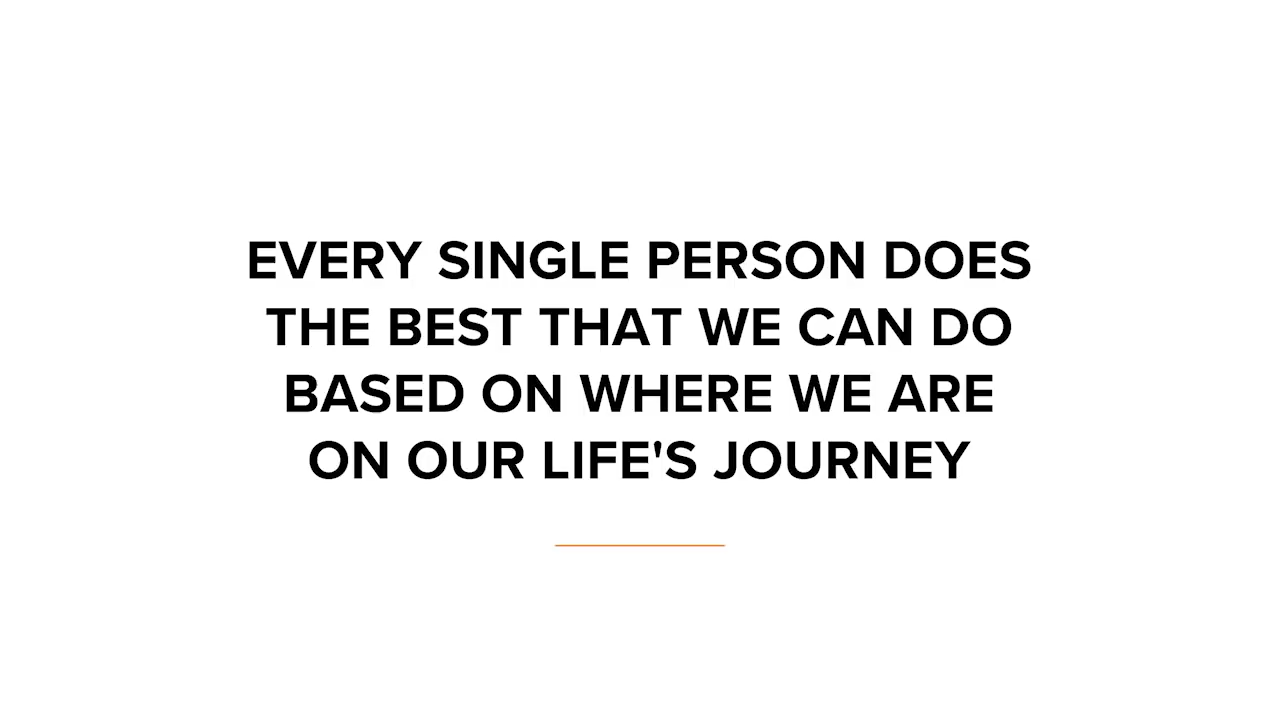 EVERY SINGLE PERSON DOES
THE BEST THAT WE CAN DO
BASED ON WHERE WE ARE
ON OUR LIFE'S JOURNEY